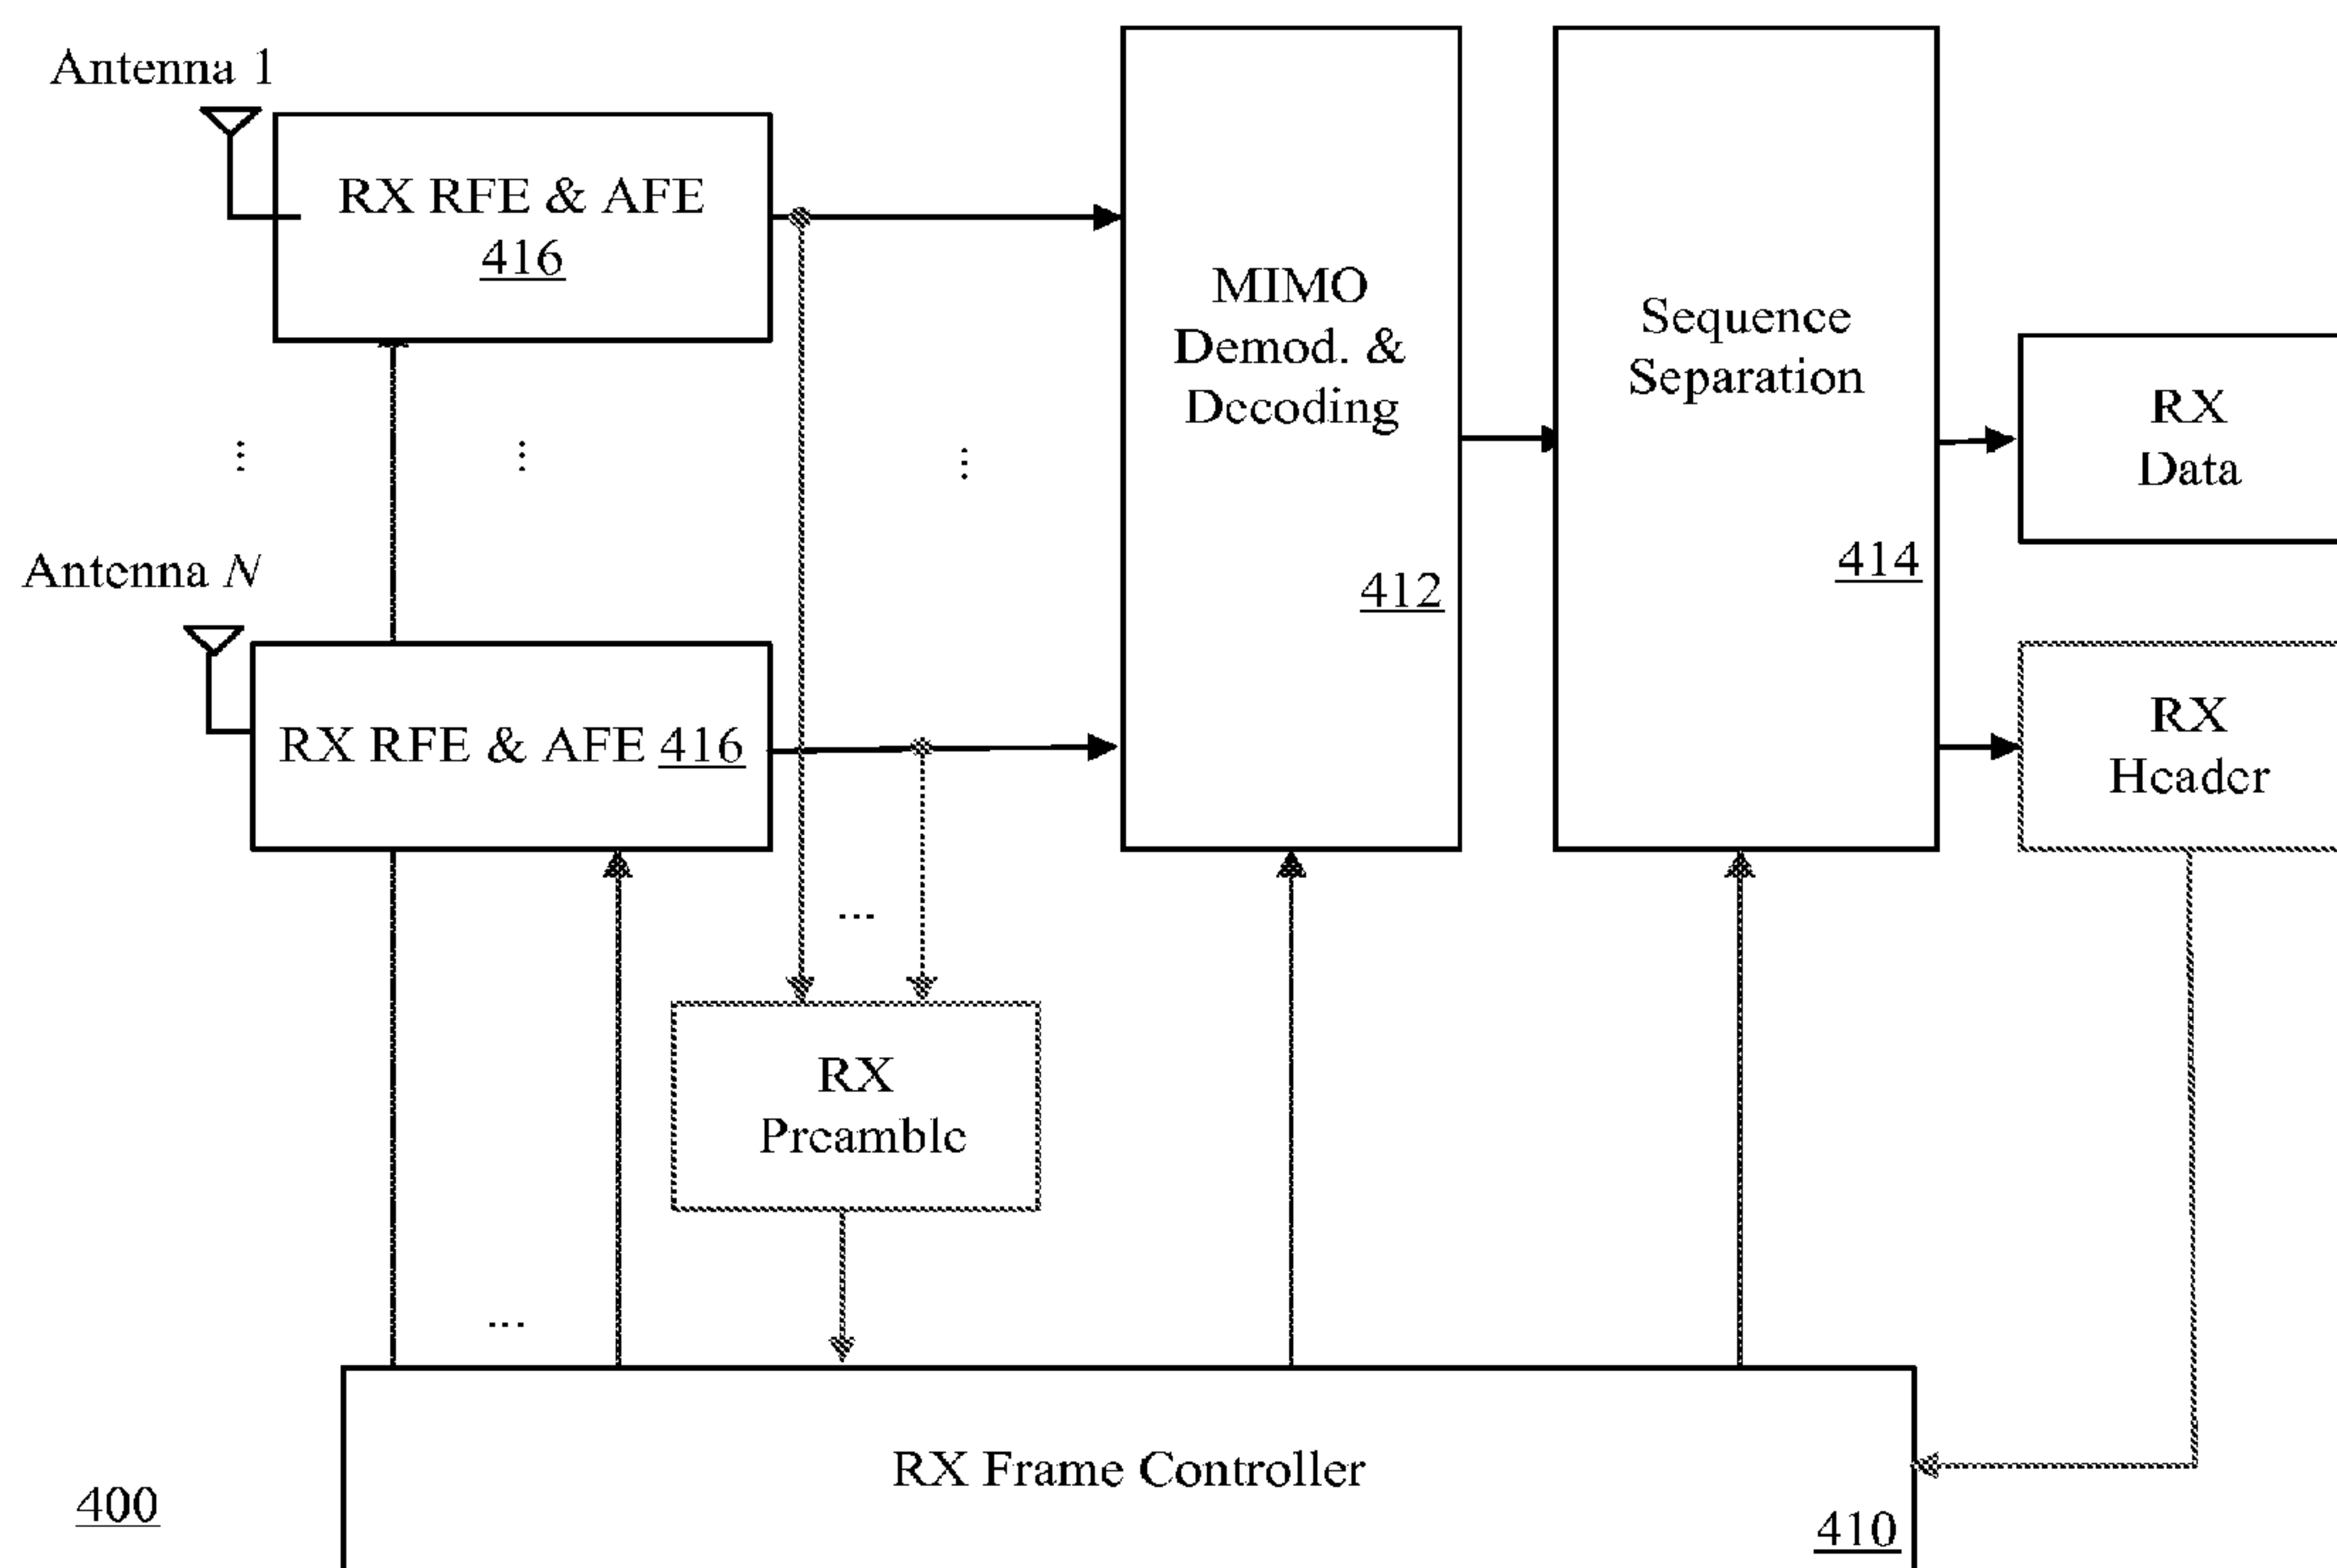 Antenna 1
RX RFE & AFE
416
MIMO
Demod. &
Decoding
412
Sequence
Separation
414
RX
Data
Antenna N
RX RFE & AFE 416
RX
Header
RX
Preamble
RX Frame Controller
410
400